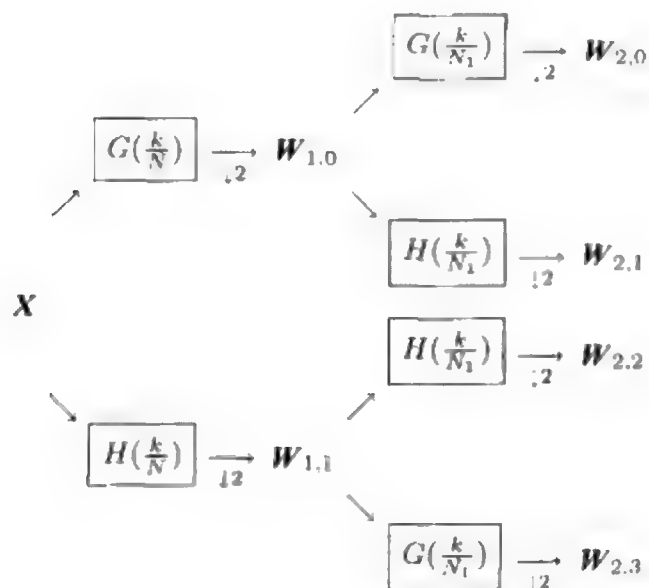 G(k/N₁) ↓2 W₂,₀
G(k/N) ↓2 W₁.₀
H(k/N₁) ↓2 W₂,₁
X
H(k/N₁) ↓2 W₂.₂
H(k/N) ↓2 W₁,₁
G(k/N₁) ↓2 W₂.₃